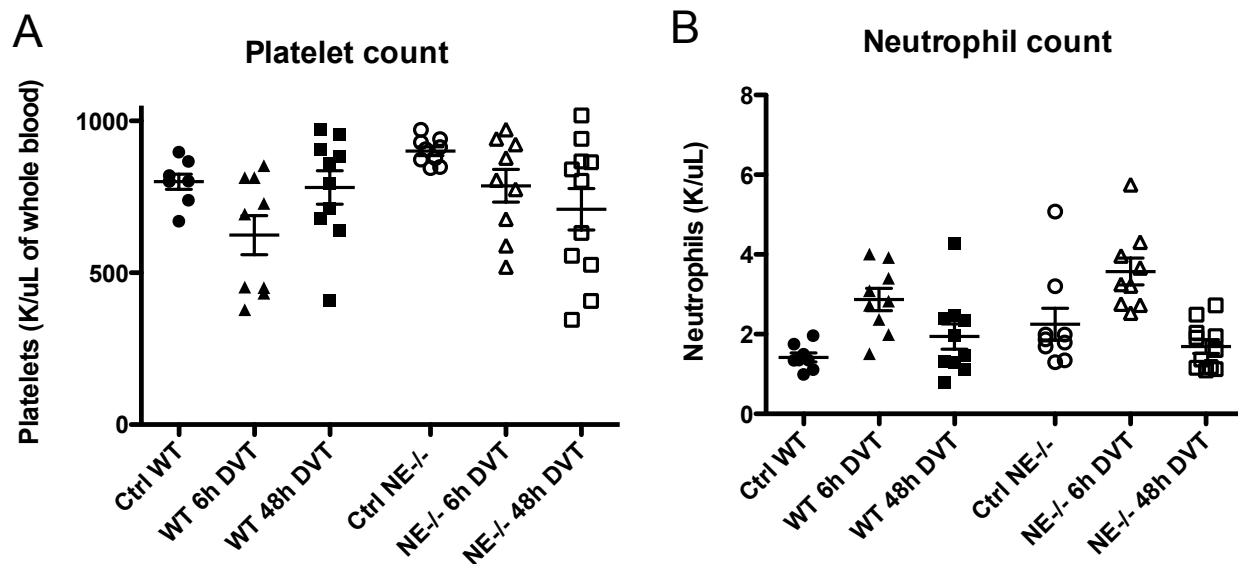 A
Platelet count
Platelets (K/uL of whole blood)
1000
500
0
Ctrl WT
WT 6h DVT
WT 48h DVT
Ctrl NE-/-
NE-/- 6h DVT
NE-/- 48h DVT
B
Neutrophil count
Neutrophils (K/uL)
8
6
4
2
0
Ctrl WT
WT 6h DVT
WT 48h DVT
Ctrl NE-/-
NE-/- 6h DVT
NE-/- 48h DVT